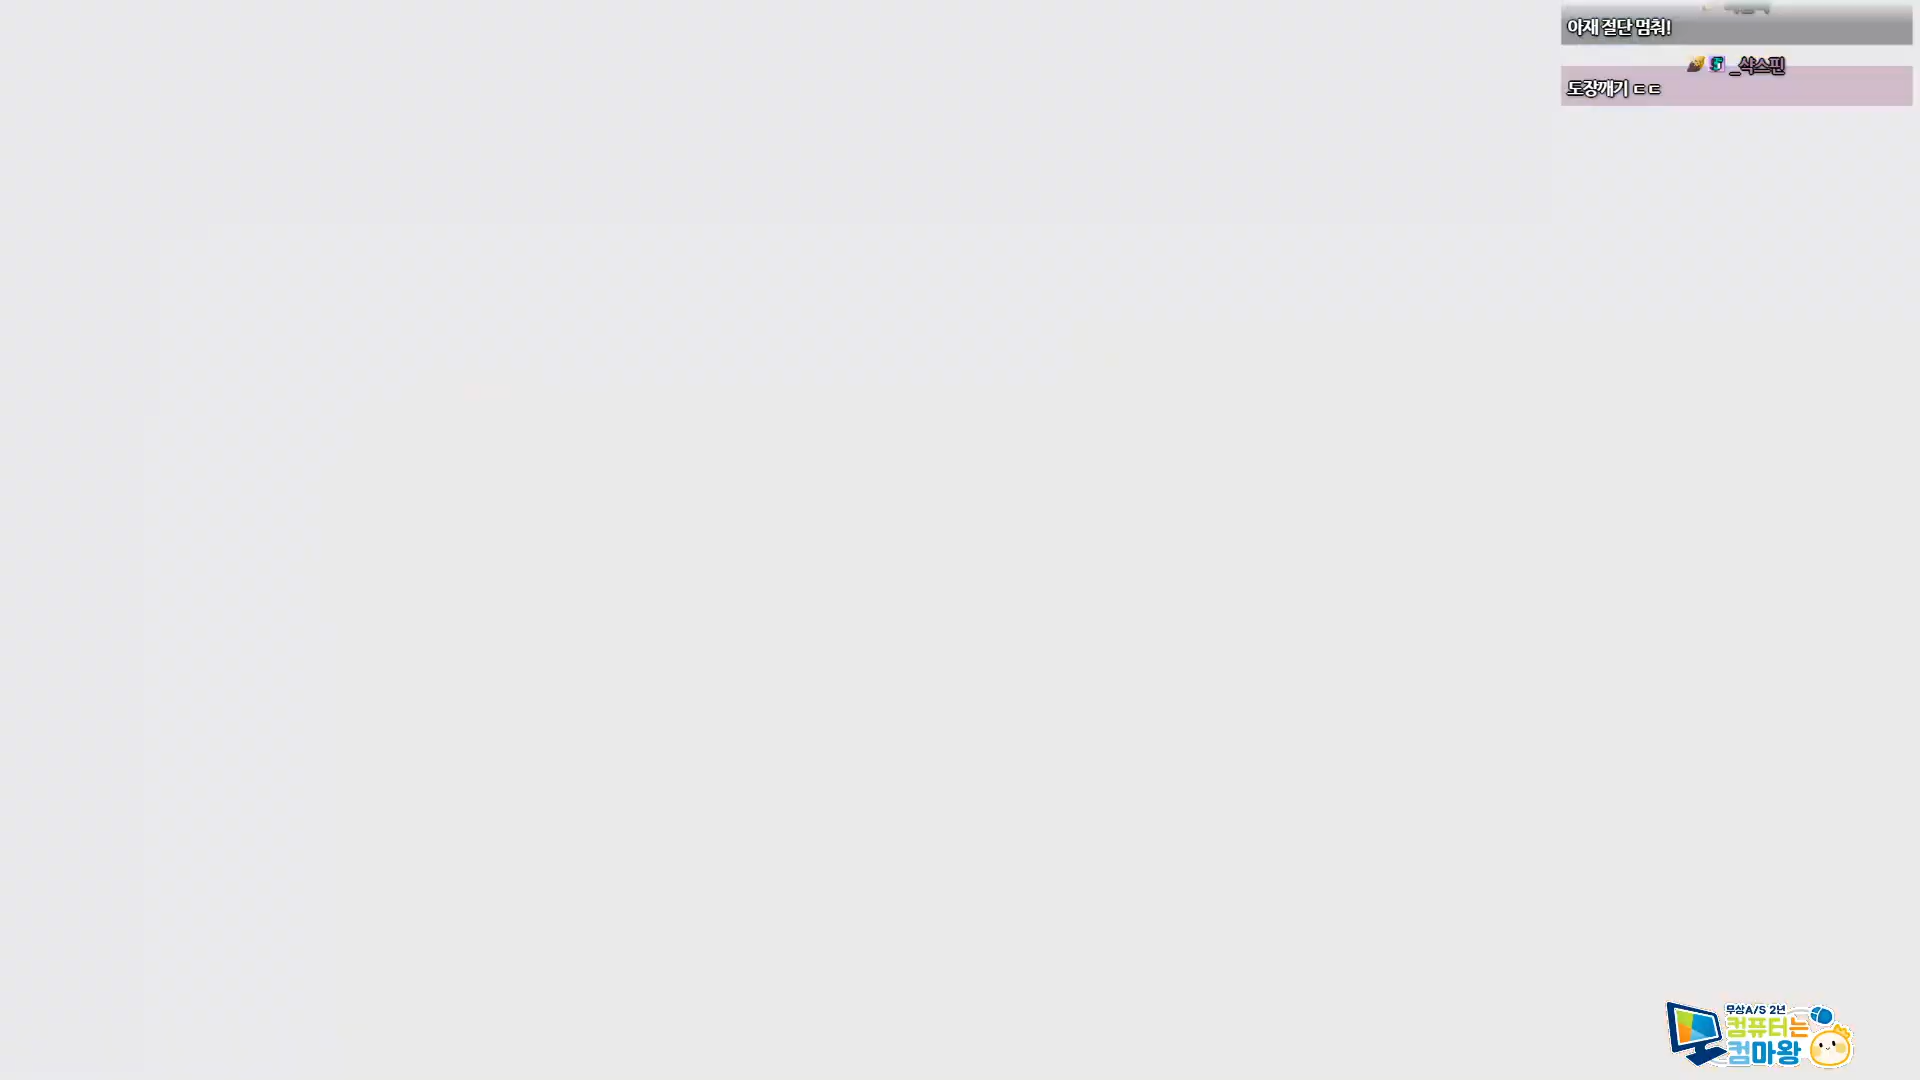 아재 절단 멈춰!
_샥스핀
도장깨기 ㄷㄷ
무상A/S 2년
컴퓨터는
컴마왕